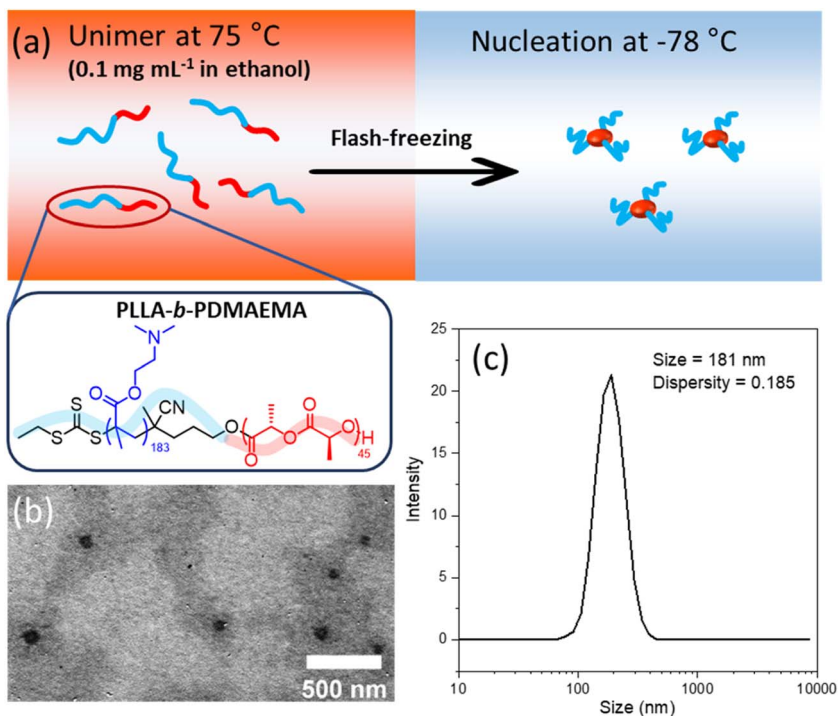 (a) Unimer at 75 °C
(0.1 mg mL⁻¹ in ethanol)
Nucleation at -78 °C
Flash-freezing
PLLA-b-PDMAEMA
N
O
O
S
CN
S
S
183
O
O
O
O
O
H
45
(b)
500 nm
(c)
Size = 181 nm
Dispersity = 0.185
Intensity
25
20
15
10
5
0
10
100
1000
10000
Size (nm)